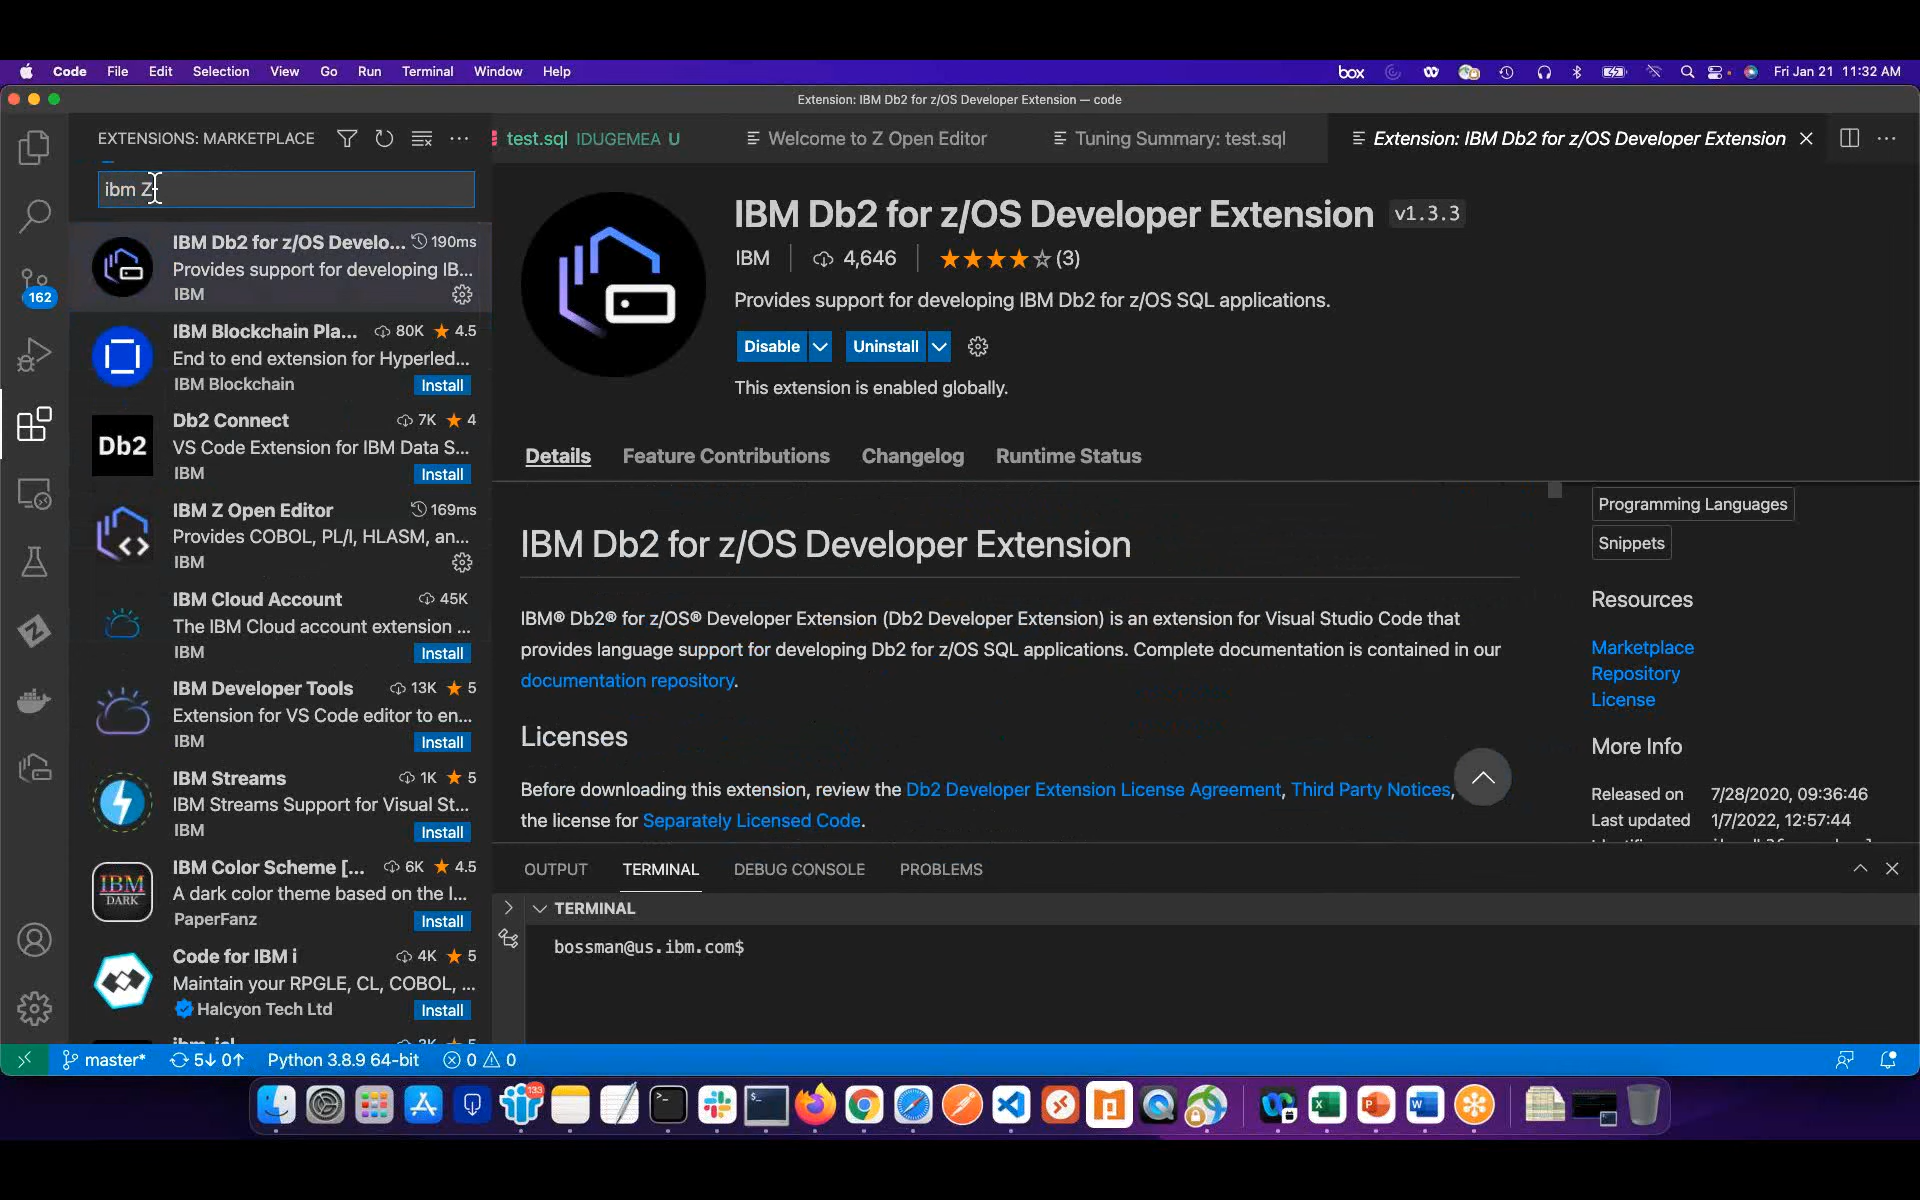 Code File Edit Selection View Go Run Terminal Window Help
box Fri Jan 21 11:32 AM
Extension: IBM Db2 for z/OS Developer Extension — code
EXTENSIONS: MARKETPLACE
test.sql IDUGEMEA U
Welcome to Z Open Editor
Tuning Summary: test.sql
Extension: IBM Db2 for z/OS Developer Extension
ibm Z
IBM Db2 for z/OS Develo... 190ms
Provides support for developing IB...
IBM
IBM Blockchain Pla... 80K 4.5
End to end extension for Hyperled...
IBM Blockchain Install
Db2
Db2 Connect 7K 4
VS Code Extension for IBM Data S...
IBM Install
IBM Z Open Editor 169ms
Provides COBOL, PL/I, HLASM, an...
IBM
IBM Cloud Account 45K
The IBM Cloud account extension ...
IBM Install
IBM Developer Tools 13K 5
Extension for VS Code editor to en...
IBM Install
IBM Streams 1K 5
IBM Streams Support for Visual St...
IBM Install
IBM
DARK
IBM Color Scheme [... 6K 4.5
A dark color theme based on the I...
PaperFanz Install
Code for IBM i 4K 5
Maintain your RPGLE, CL, COBOL, ...
Halcyon Tech Ltd Install
162
IBM Db2 for z/OS Developer Extension v1.3.3
IBM 4,646 (3)
Provides support for developing IBM Db2 for z/OS SQL applications.
Disable Uninstall
This extension is enabled globally.
Details Feature Contributions Changelog Runtime Status
IBM Db2 for z/OS Developer Extension
IBM® Db2® for z/OS® Developer Extension (Db2 Developer Extension) is an extension for Visual Studio Code that
provides language support for developing Db2 for z/OS SQL applications. Complete documentation is contained in our
documentation repository.
Licenses
Before downloading this extension, review the Db2 Developer Extension License Agreement, Third Party Notices,
the license for Separately Licensed Code.
Programming Languages
Snippets
Resources
Marketplace
Repository
License
More Info
Released on 7/28/2020, 09:36:46
Last updated 1/7/2022, 12:57:44
OUTPUT TERMINAL DEBUG CONSOLE PROBLEMS
TERMINAL
bossman@us.ibm.com$
master* 5↓ 0↑ Python 3.8.9 64-bit 0 0
133